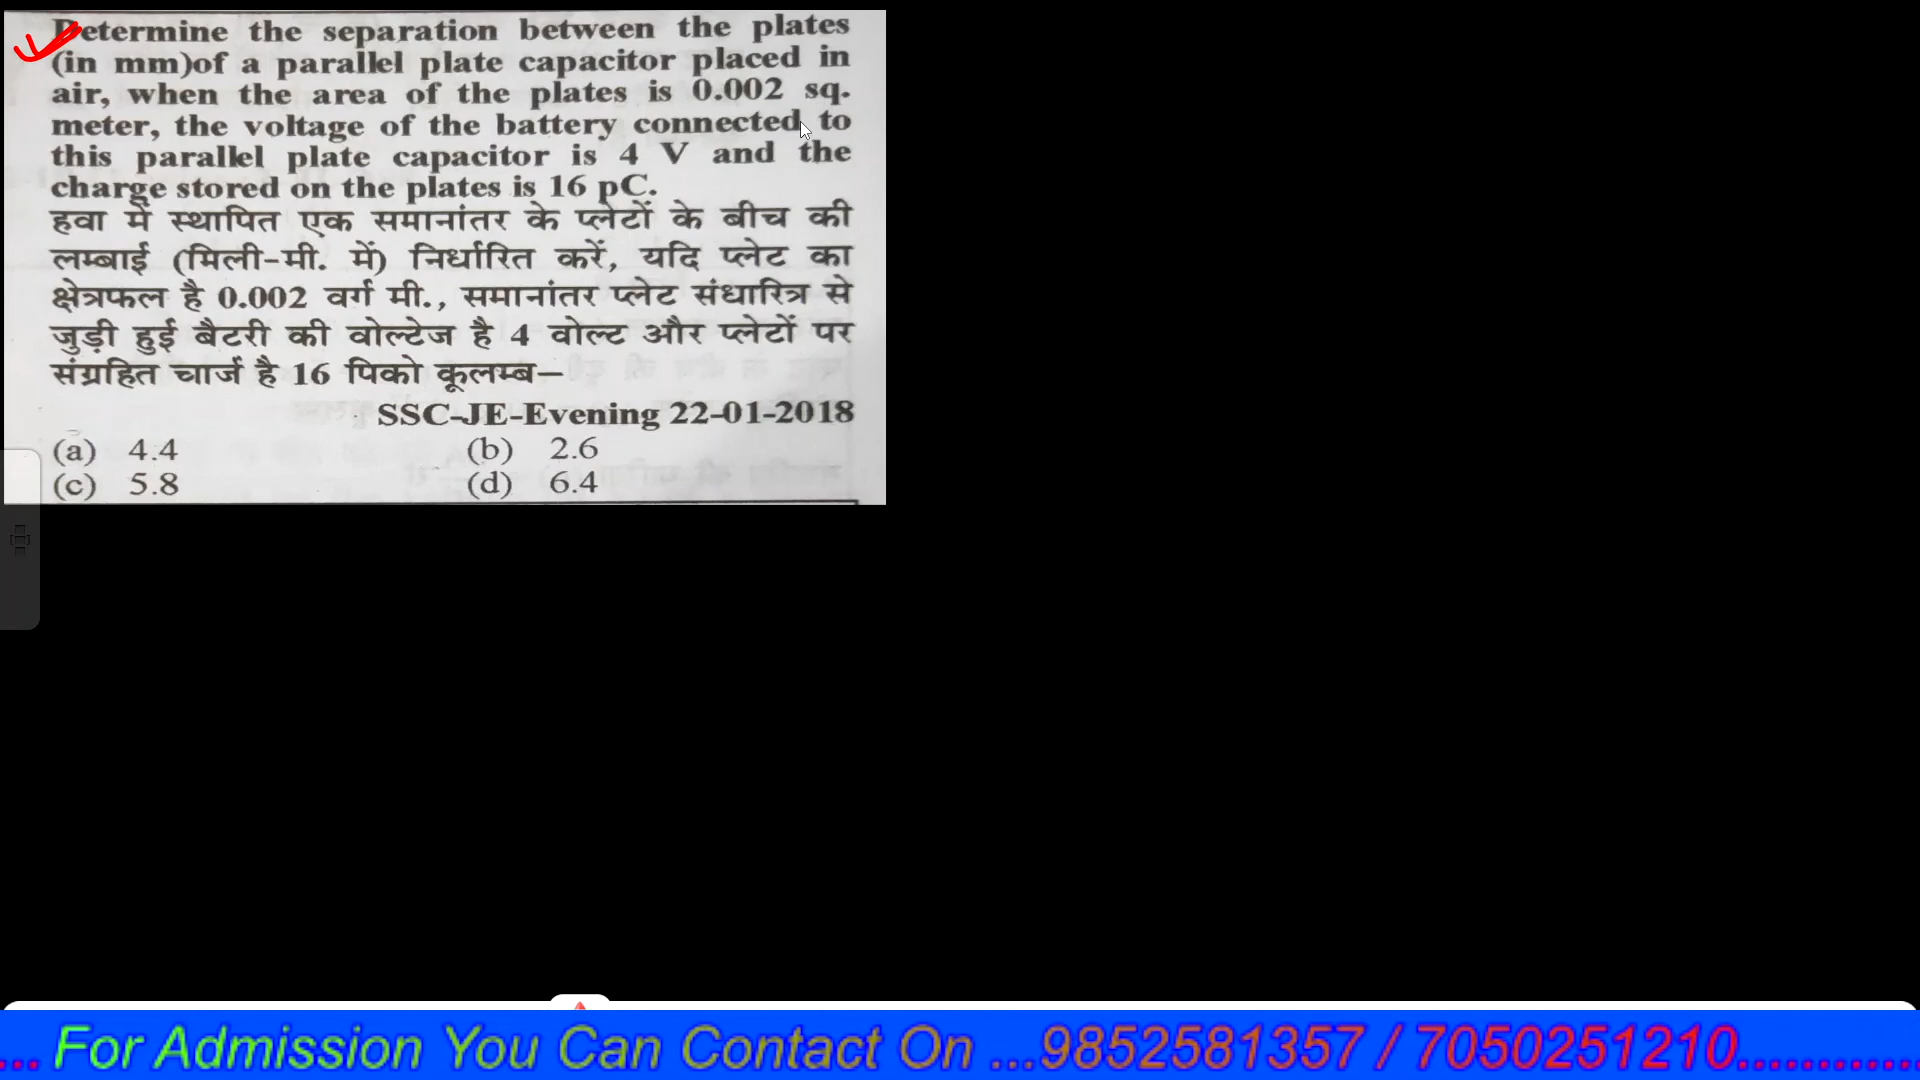 Determine the separation between the plates
(in mm)of a parallel plate capacitor placed in
air, when the area of the plates is 0.002 sq.
meter, the voltage of the battery connected to
this parallel plate capacitor is 4 V and the
charge stored on the plates is 16 pC.
हवा में स्थापित एक समानांतर के प्लेटों के बीच की
लम्बाई (मिली-मी. में) निर्धारित करें, यदि प्लेट का
क्षेत्रफल है 0.002 वर्ग मी., समानांतर प्लेट संधारित्र से
जुड़ी हुई बैटरी की वोल्टेज है 4 वोल्ट और प्लेटों पर
संग्रहित चार्ज है 16 पिको कूलम्ब–
SSC-JE-Evening 22-01-2018
(a) 4.4 (b) 2.6
(c) 5.8 (d) 6.4
... For Admission You Can Contact On ...9852581357 / 7050251210............